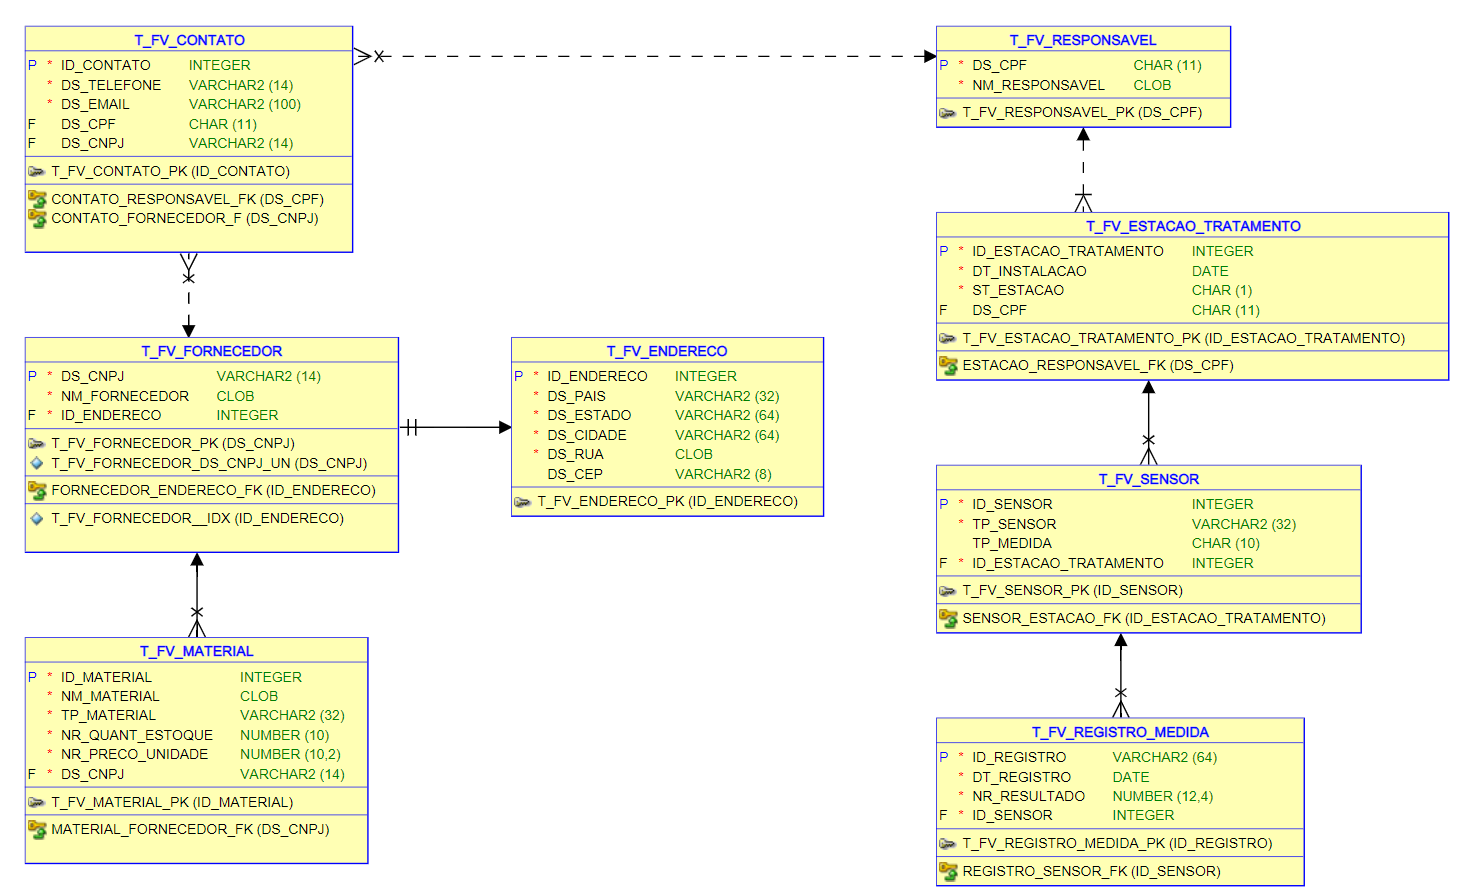 T_FV_CONTATO
P * ID_CONTATO INTEGER
* DS_TELEFONE VARCHAR2 (14)
* DS_EMAIL VARCHAR2 (100)
F DS_CPF CHAR (11)
F DS_CNPJ VARCHAR2 (14)
T_FV_CONTATO_PK (ID_CONTATO)
CONTATO_RESPONSAVEL_FK (DS_CPF)
CONTATO_FORNECEDOR_F (DS_CNPJ)
T_FV_RESPONSAVEL
P * DS_CPF CHAR (11)
* NM_RESPONSAVEL CLOB
T_FV_RESPONSAVEL_PK (DS_CPF)
T_FV_ESTACAO_TRATAMENTO
P * ID_ESTACAO_TRATAMENTO INTEGER
* DT_INSTALACAO DATE
* ST_ESTACAO CHAR (1)
F DS_CPF CHAR (11)
T_FV_ESTACAO_TRATAMENTO_PK (ID_ESTACAO_TRATAMENTO)
ESTACAO_RESPONSAVEL_FK (DS_CPF)
T_FV_FORNECEDOR
P * DS_CNPJ VARCHAR2 (14)
* NM_FORNECEDOR CLOB
F * ID_ENDERECO INTEGER
T_FV_FORNECEDOR_PK (DS_CNPJ)
T_FV_FORNECEDOR_DS_CNPJ_UN (DS_CNPJ)
FORNECEDOR_ENDERECO_FK (ID_ENDERECO)
T_FV_FORNECEDOR__IDX (ID_ENDERECO)
T_FV_ENDERECO
P * ID_ENDERECO INTEGER
* DS_PAIS VARCHAR2 (32)
* DS_ESTADO VARCHAR2 (64)
* DS_CIDADE VARCHAR2 (64)
* DS_RUA CLOB
DS_CEP VARCHAR2 (8)
T_FV_ENDERECO_PK (ID_ENDERECO)
T_FV_SENSOR
P * ID_SENSOR INTEGER
* TP_SENSOR VARCHAR2 (32)
TP_MEDIDA CHAR (10)
F * ID_ESTACAO_TRATAMENTO INTEGER
T_FV_SENSOR_PK (ID_SENSOR)
SENSOR_ESTACAO_FK (ID_ESTACAO_TRATAMENTO)
T_FV_MATERIAL
P * ID_MATERIAL INTEGER
* NM_MATERIAL CLOB
* TP_MATERIAL VARCHAR2 (32)
* NR_QUANT_ESTOQUE NUMBER (10)
* NR_PRECO_UNIDADE NUMBER (10,2)
F * DS_CNPJ VARCHAR2 (14)
T_FV_MATERIAL_PK (ID_MATERIAL)
MATERIAL_FORNECEDOR_FK (DS_CNPJ)
T_FV_REGISTRO_MEDIDA
P * ID_REGISTRO VARCHAR2 (64)
* DT_REGISTRO DATE
* NR_RESULTADO NUMBER (12,4)
F * ID_SENSOR INTEGER
T_FV_REGISTRO_MEDIDA_PK (ID_REGISTRO)
REGISTRO_SENSOR_FK (ID_SENSOR)